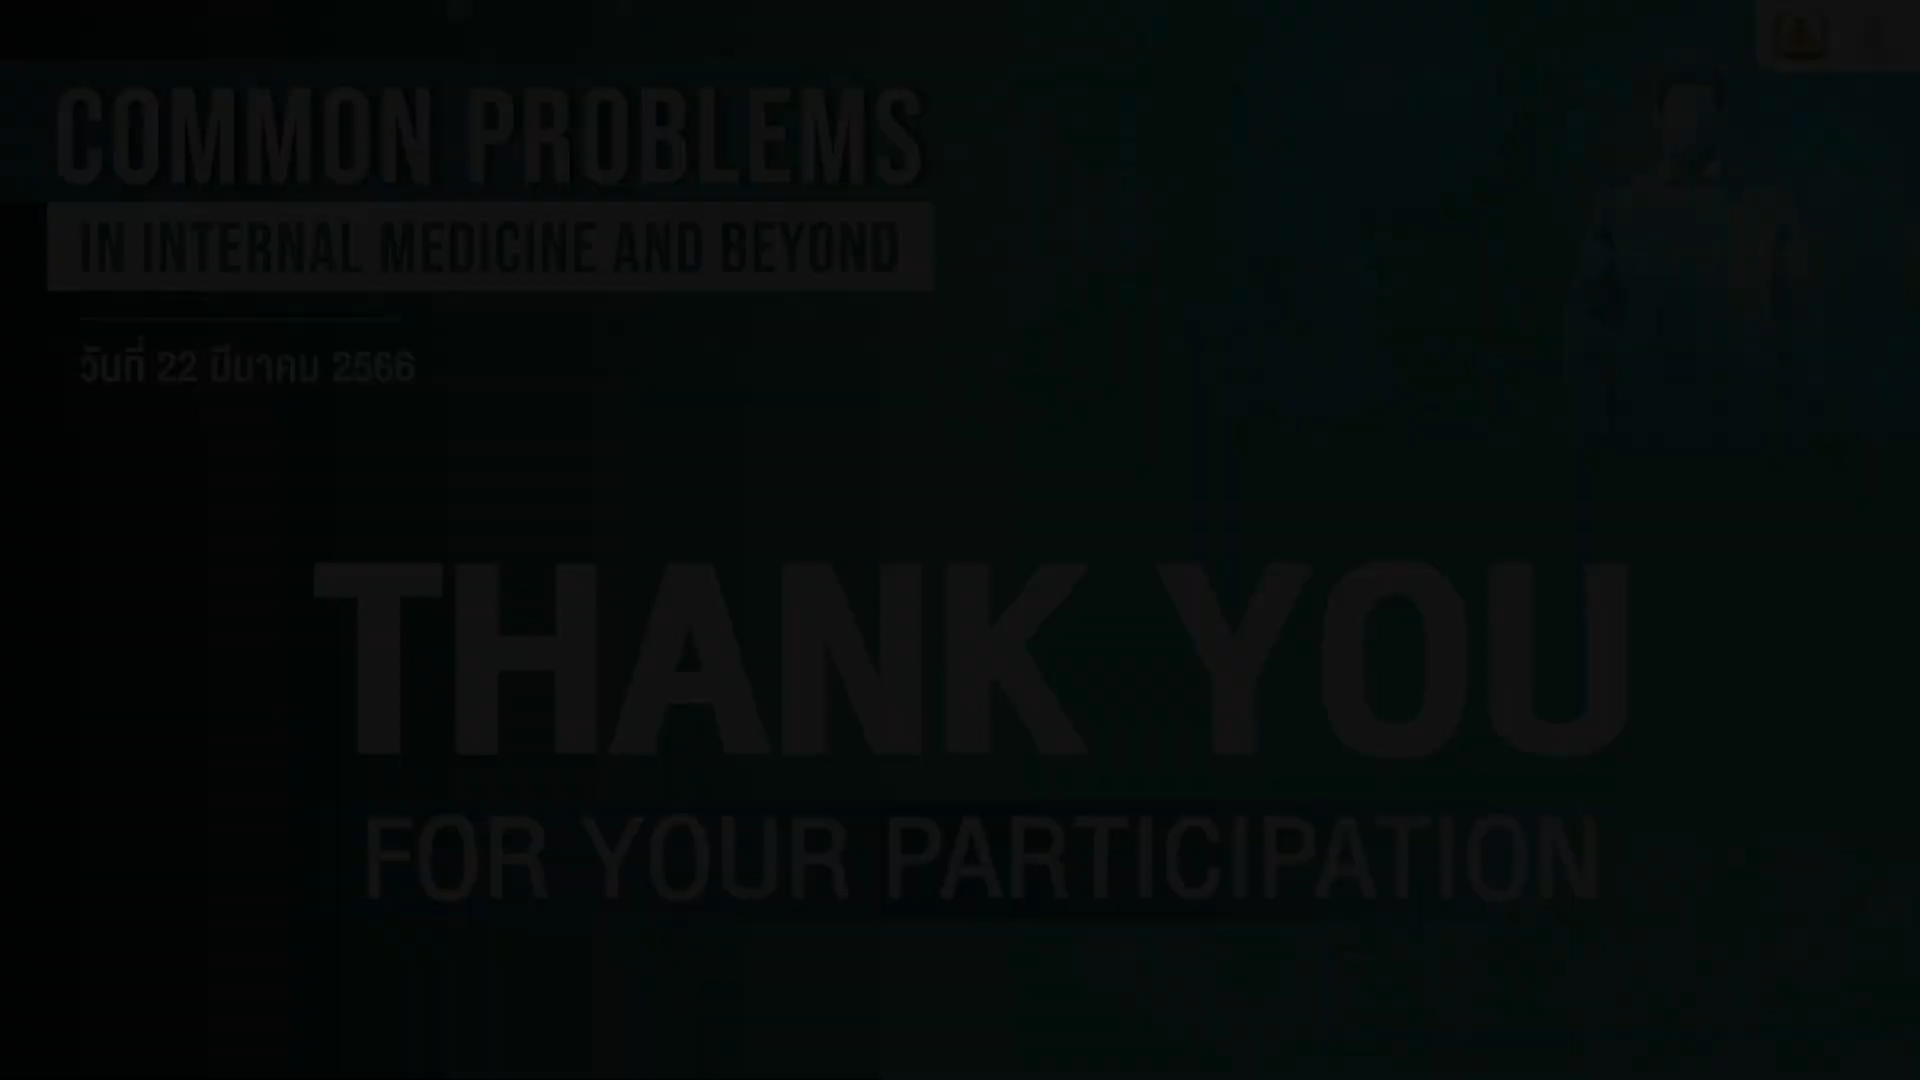 COMMON PROBLEMS
IN INTERNAL MEDICINE AND BEYOND
วันที่ 22 มีนาคม 2566
THANK YOU
FOR YOUR PARTICIPATION